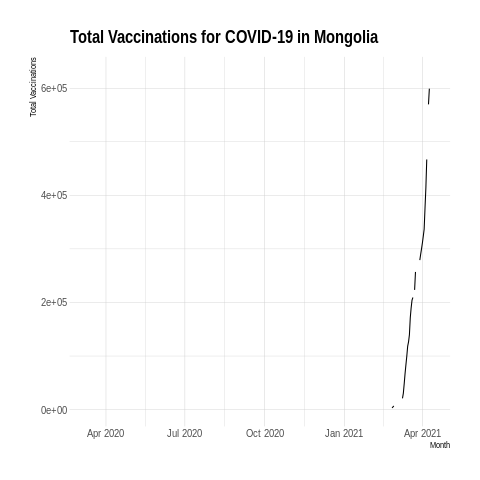 Total Vaccinations for COVID-19 in Mongolia
Total Vaccinations
6e+05
4e+05
2e+05
0e+00
Apr 2020 Jul 2020 Oct 2020 Jan 2021 Apr 2021
Month